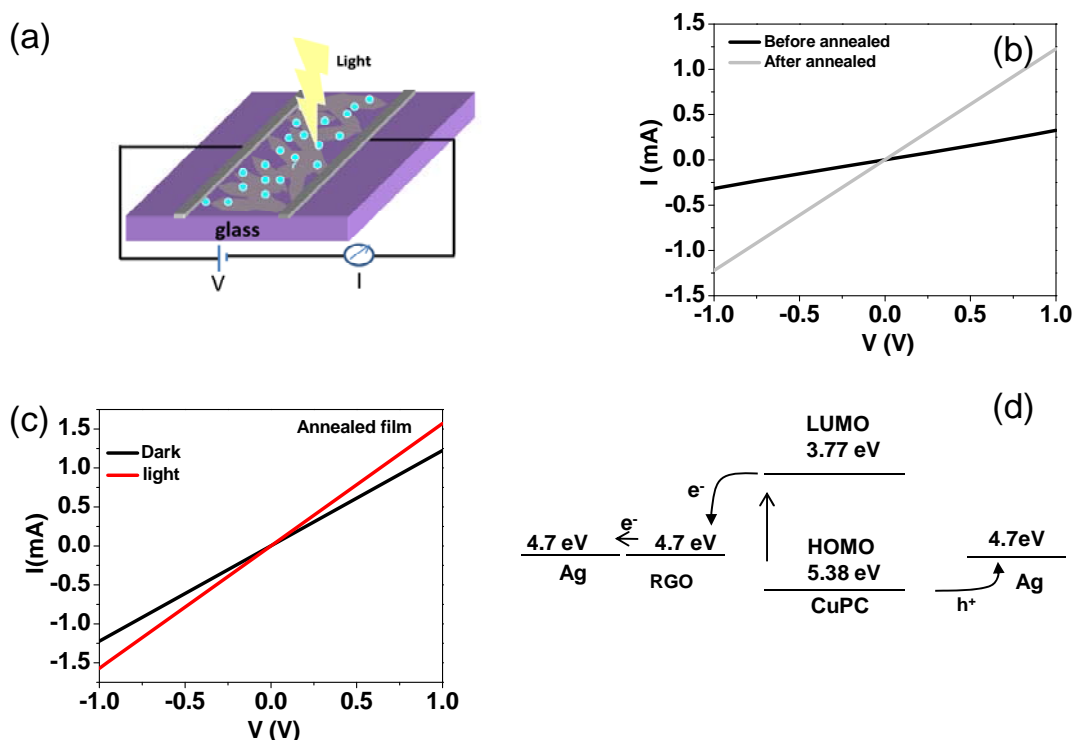 (a)
Light
glass
V
I
(b)
Before annealed
After annealed
1.5
1.0
0.5
0.0
-0.5
-1.0
-1.5
I (mA)
-1.0
-0.5
0.0
0.5
1.0
V (V)
(c)
Annealed film
Dark
light
1.5
1.0
0.5
0.0
-0.5
-1.0
-1.5
I(mA)
-1.0
-0.5
0.0
0.5
1.0
V (V)
(d)
LUMO
3.77 eV
e-
e-
4.7 eV
4.7 eV
HOMO
4.7eV
Ag
RGO
5.38 eV
Ag
CuPC
h+